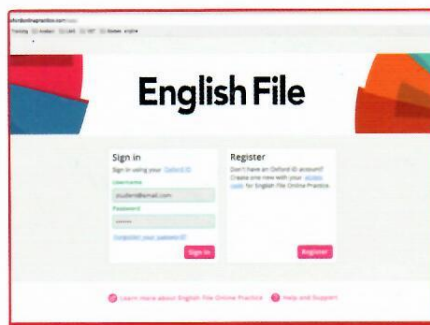 English File
Sign in
Sign in using your Oxford ID
Username
student@email.com
Password
Forgotten your password?
Sign in
Register
Don't have an Oxford ID account?
Create one new with your access
code for English File Online Practice.
Register
Learn more about English File Online Practice
Help and Support